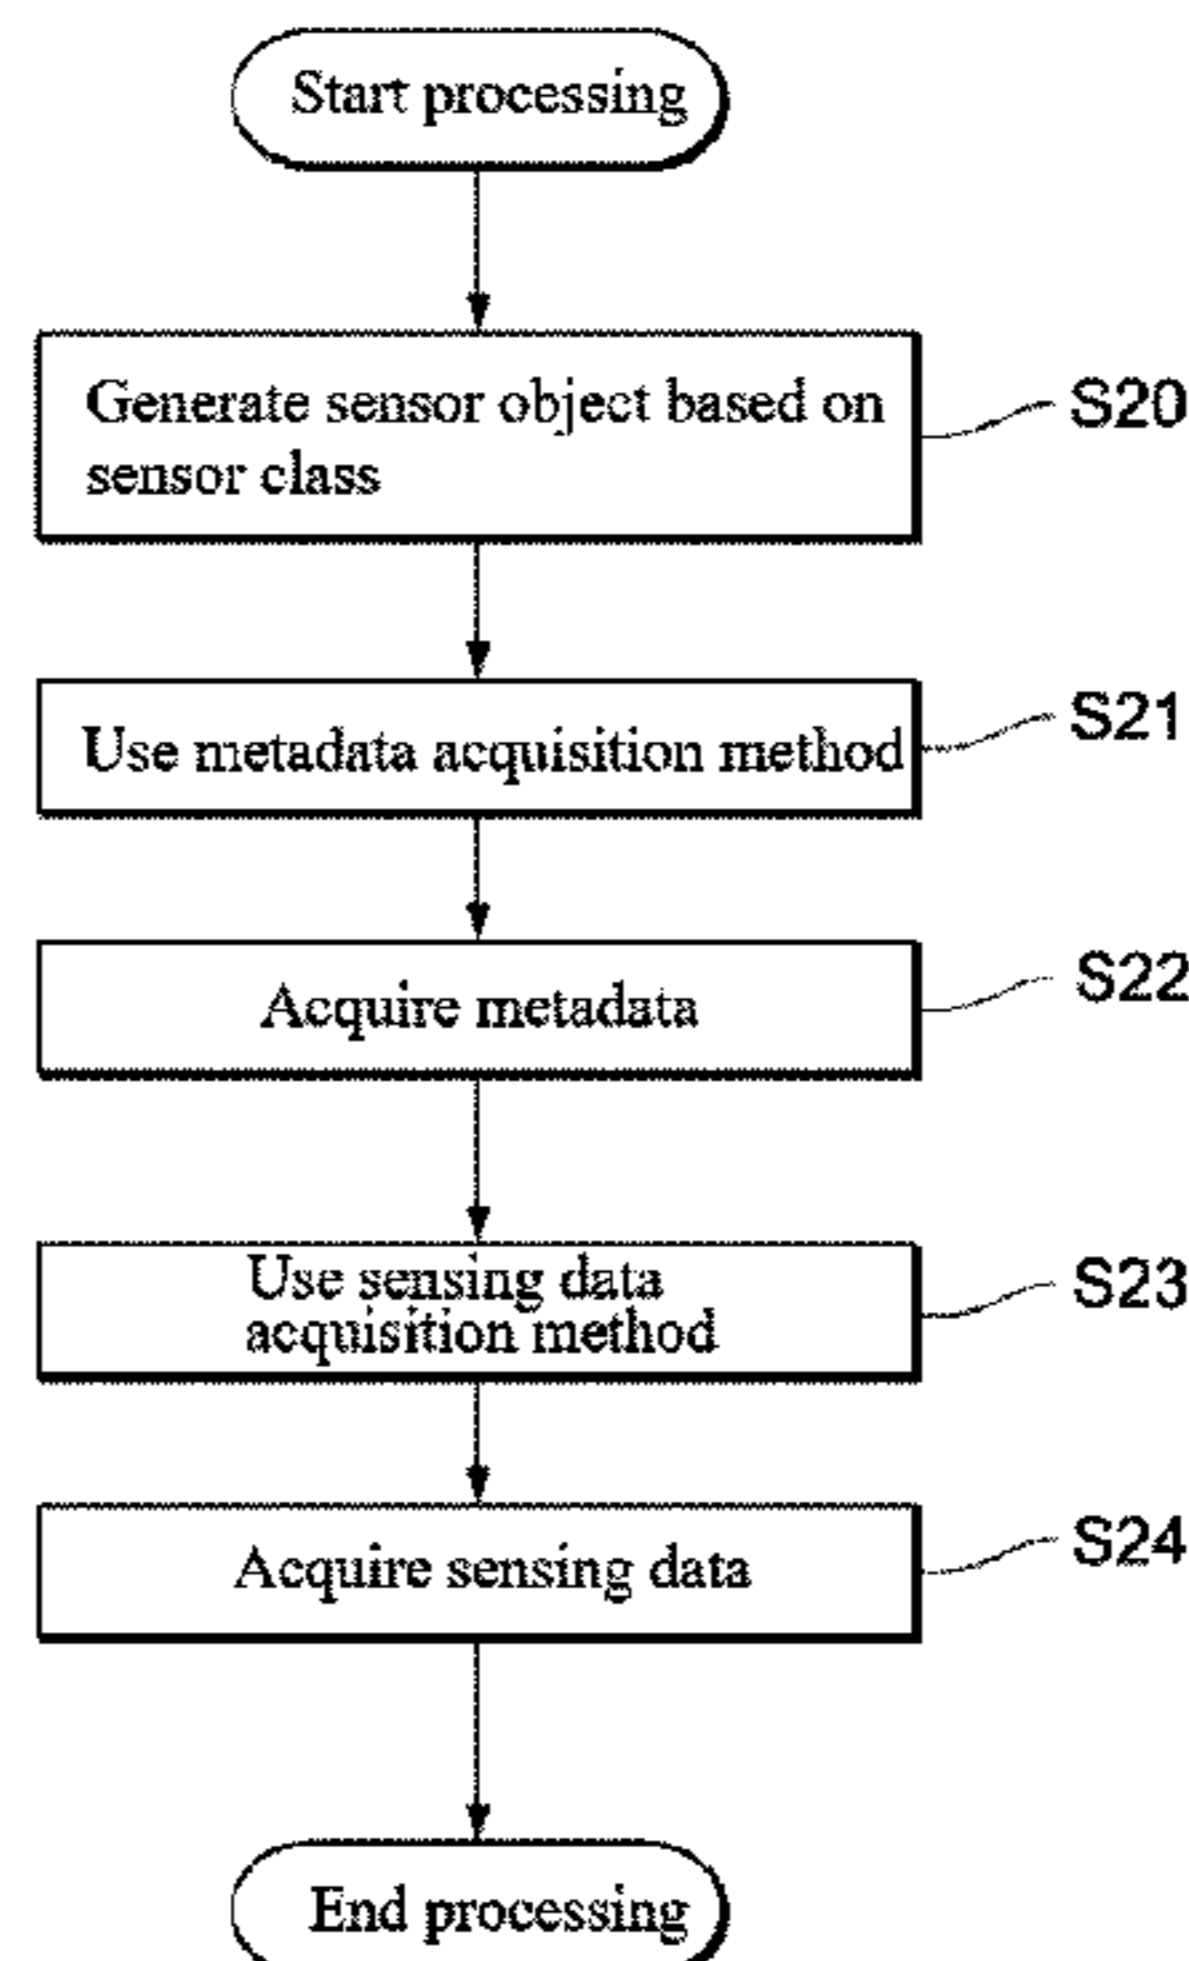 Start processing
Generate sensor object based on
sensor class
S20
Use metadata acquisition method
S21
Acquire metadata
S22
Use sensing data
acquisition method
S23
Acquire sensing data
S24
End processing